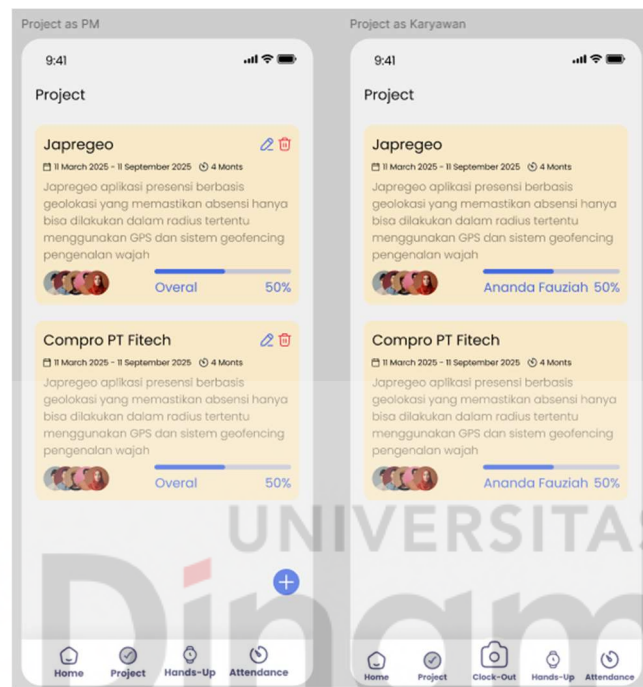 Project as PM
9:41
Project
Japregeo
11 March 2025 - 11 September 2025 4 Monts
Japregeo aplikasi presensi berbasis
geolokasi yang memastikan absensi hanya
bisa dilakukan dalam radius tertentu
menggunakan GPS dan sistem geofencing
pengenalan wajah
Overal 50%
Compro PT Fitech
11 March 2025 - 11 September 2025 4 Monts
Japregeo aplikasi presensi berbasis
geolokasi yang memastikan absensi hanya
bisa dilakukan dalam radius tertentu
menggunakan GPS dan sistem geofencing
pengenalan wajah
Overal 50%
Home Project Hands-Up Attendance
Project as Karyawan
9:41
Project
Japregeo
11 March 2025 - 11 September 2025 4 Monts
Japregeo aplikasi presensi berbasis
geolokasi yang memastikan absensi hanya
bisa dilakukan dalam radius tertentu
menggunakan GPS dan sistem geofencing
pengenalan wajah
Ananda Fauziah 50%
Compro PT Fitech
11 March 2025 - 11 September 2025 4 Monts
Japregeo aplikasi presensi berbasis
geolokasi yang memastikan absensi hanya
bisa dilakukan dalam radius tertentu
menggunakan GPS dan sistem geofencing
pengenalan wajah
Ananda Fauziah 50%
Home Project Clock-Out Hands-Up Attendance
UNIVERSITAS
Dinam